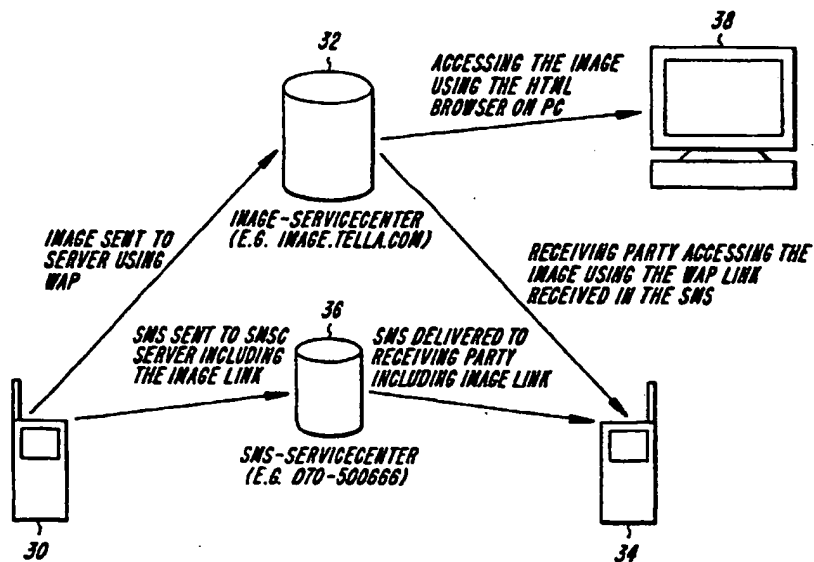 32
38
ACCESSING THE IMAGE
USING THE HTML
BROWSER ON PC
IMAGE-SERVICECENTER
(E.G. IMAGE.TELLA.COM)
IMAGE SENT TO
SERVER USING
WAP
RECEIVING PARTY ACCESSING THE
IMAGE USING THE WAP LINK
RECEIVED IN THE SMS
SMS SENT TO SMSC
SERVER INCLUDING
THE IMAGE LINK
36
SMS DELIVERED TO
RECEIVING PARTY
INCLUDING IMAGE LINK
SMS-SERVICECENTER
(E.G. 070-500666)
30
34